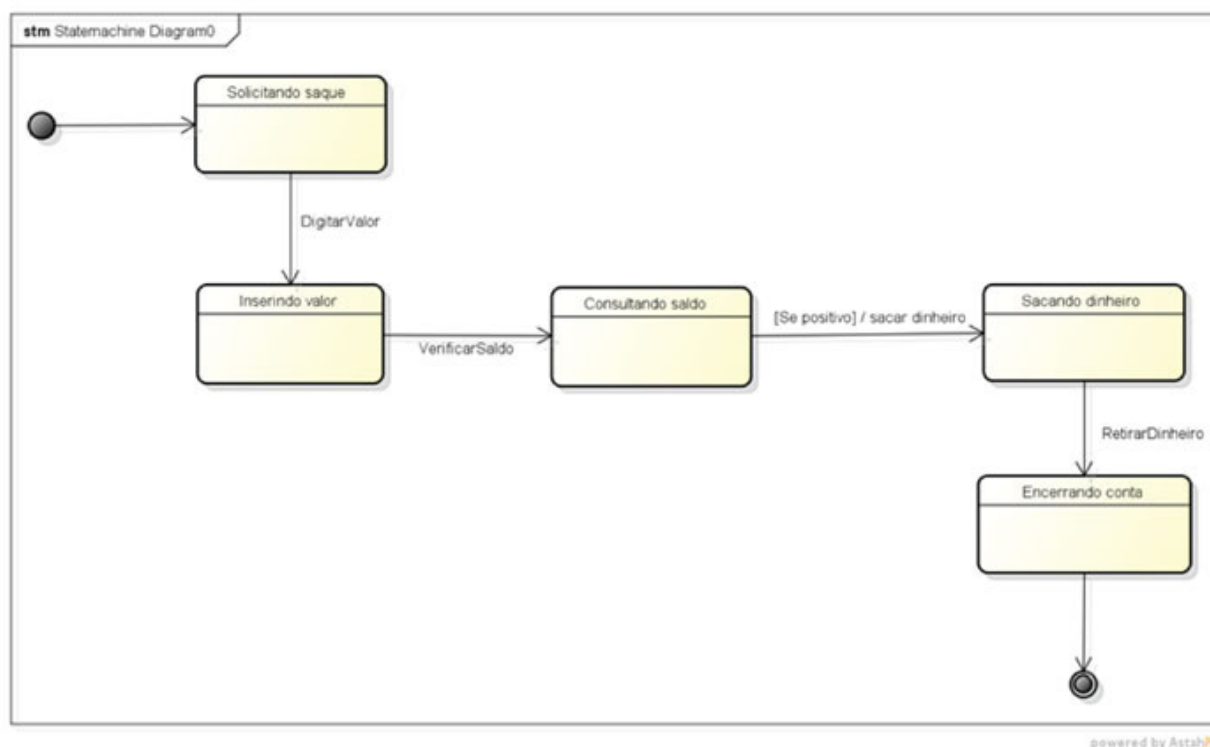 stm Statemachine Diagram0
Solicitando saque
DigitarValor
Inserindo valor
VerificarSaldo
Consultando saldo
[Se positivo] / sacar dinheiro
Sacando dinheiro
RetirarDinheiro
Encerrando conta
powered by Astah